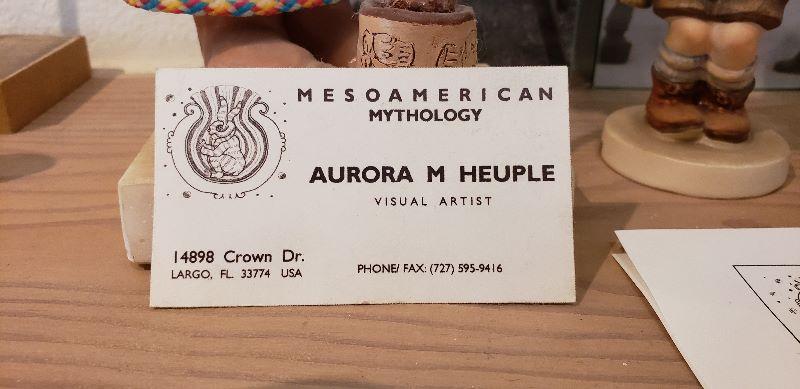 MESOAMERICAN
MYTHOLOGY
AURORA M HEUPLE
VISUAL ARTIST
14898 Crown Dr.
LARGO, FL. 33774 USA
PHONE/ FAX: (727) 595-9416